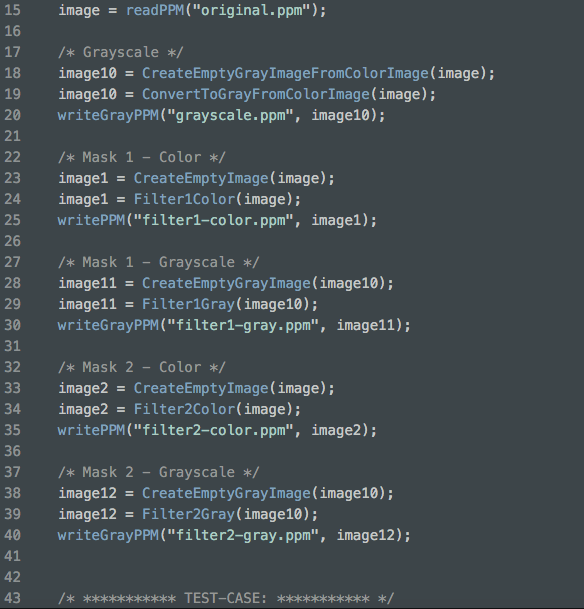 15 image = readPPM("original.ppm");
16
17 /* Grayscale */
18 image10 = CreateEmptyGrayImageFromColorImage(image);
19 image10 = ConvertToGrayFromColorImage(image);
20 writeGrayPPM("grayscale.ppm", image10);
21
22 /* Mask 1 - Color */
23 image1 = CreateEmptyImage(image);
24 image1 = Filter1Color(image);
25 writePPM("filter1-color.ppm", image1);
26
27 /* Mask 1 - Grayscale */
28 image11 = CreateEmptyGrayImage(image10);
29 image11 = Filter1Gray(image10);
30 writeGrayPPM("filter1-gray.ppm", image11);
31
32 /* Mask 2 - Color */
33 image2 = CreateEmptyImage(image);
34 image2 = Filter2Color(image);
35 writePPM("filter2-color.ppm", image2);
36
37 /* Mask 2 - Grayscale */
38 image12 = CreateEmptyGrayImage(image10);
39 image12 = Filter2Gray(image10);
40 writeGrayPPM("filter2-gray.ppm", image12);
41
42
43 /* *********** TEST-CASE: *********** */